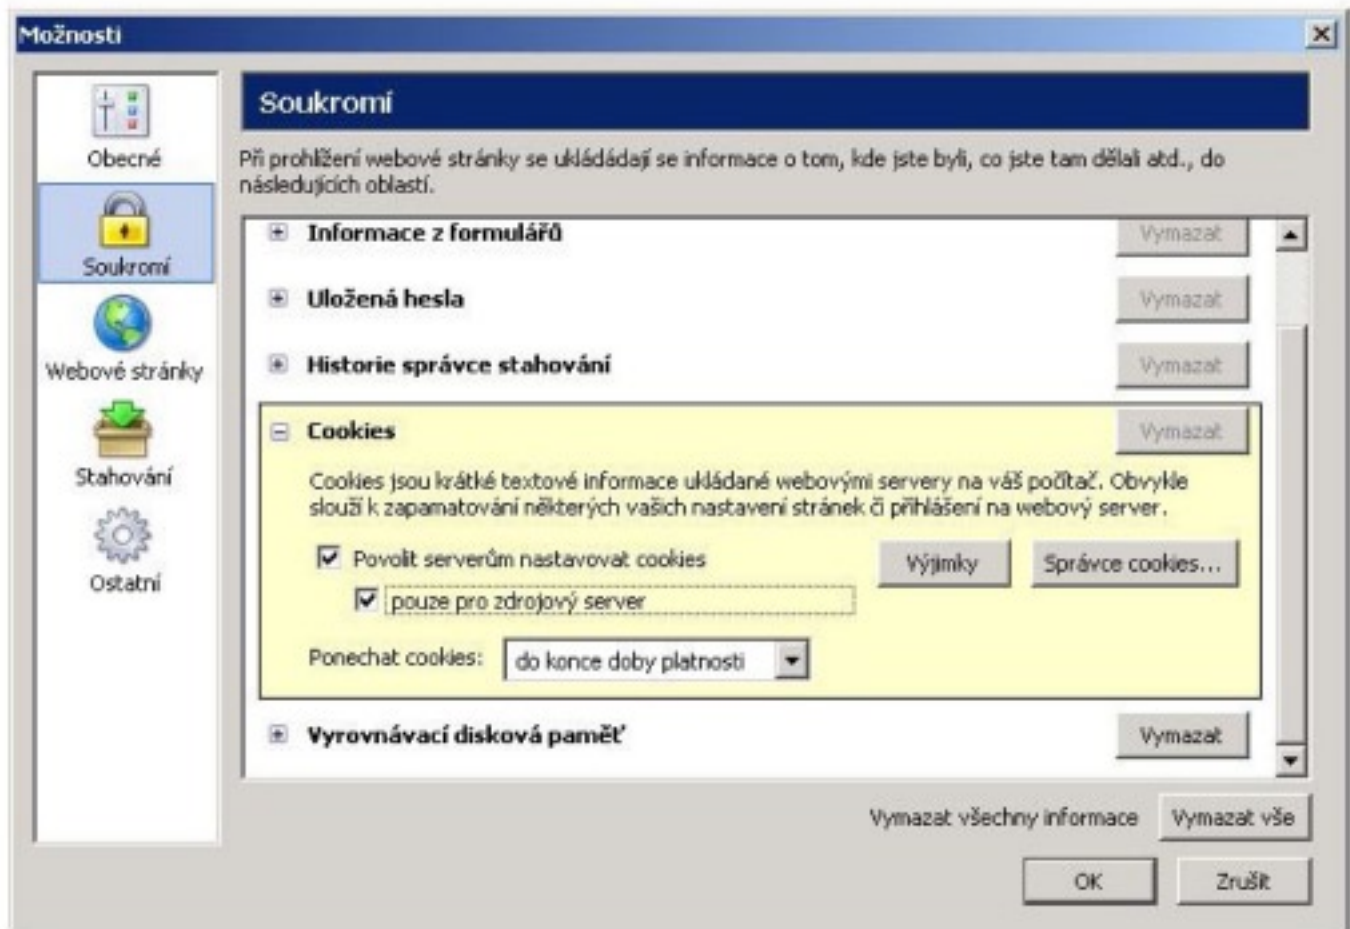 Možnosti
Obecné
Soukromí
Webové stránky
Stahování
Ostatní
Soukromí
Při prohlížení webové stránky se ukládádají se informace o tom, kde jste byli, co jste tam dělali atd., do
následujících oblastí.
Informace z formulářů Vymazat
Uložená hesla Vymazat
Historie správce stahování Vymazat
Cookies Vymazat
Cookies jsou krátké textové informace ukládané webovými servery na váš počítač. Obvykle
slouží k zapamatování některých vašich nastavení stránek či přihlášení na webový server.
Povolit serverům nastavovat cookies Výjimky Správce cookies...
pouze pro zdrojový server
Ponechat cookies: do konce doby platnosti
Vyrovnávací disková paměť Vymazat
Vymazat všechny informace Vymazat vše
OK Zrušit